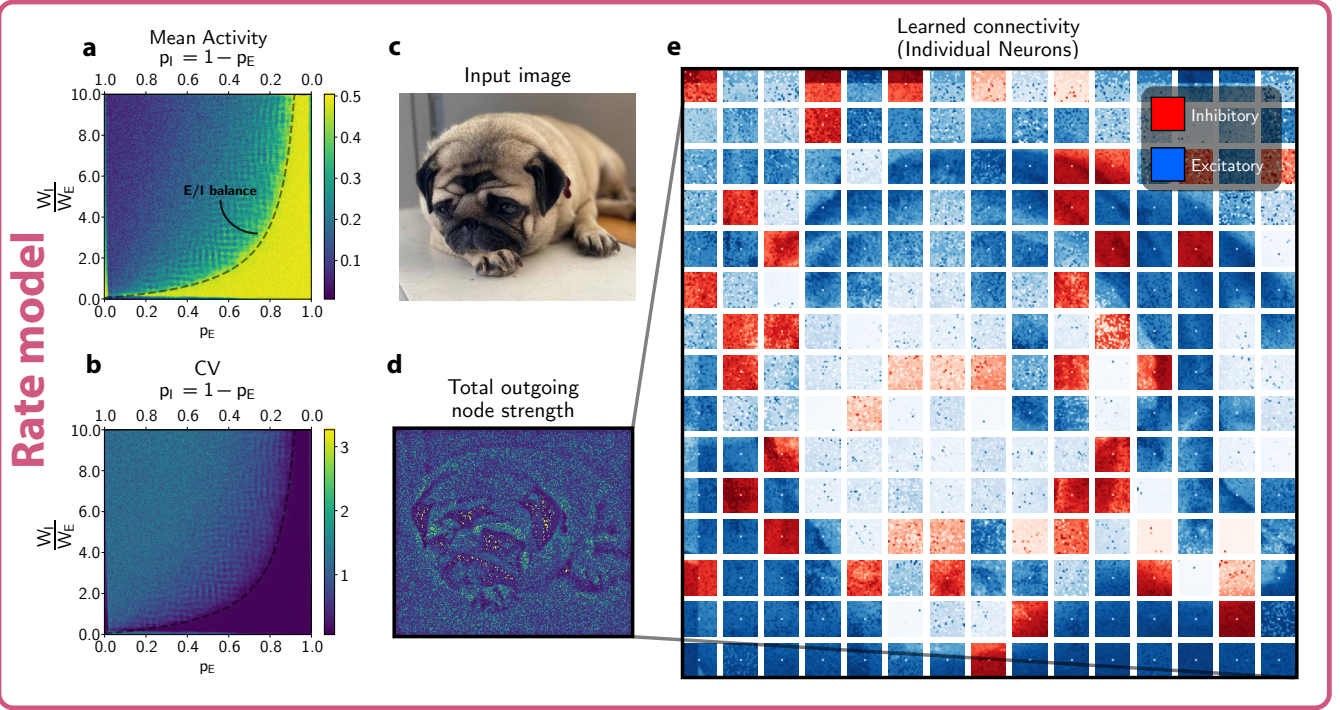 Rate model
a
Mean Activity
p_I = 1 − p_E
1.0 0.8 0.6 0.4 0.2 0.0
10.0
8.0
6.0
4.0
2.0
0.0
W_I
W_E
E/I balance
0.0 0.2 0.4 0.6 0.8 1.0
p_E
0.5
0.4
0.3
0.2
0.1
b
CV
p_I = 1 − p_E
1.0 0.8 0.6 0.4 0.2 0.0
10.0
8.0
6.0
4.0
2.0
0.0
W_I
W_E
0.0 0.2 0.4 0.6 0.8 1.0
p_E
3
2
1
c
Input image
d
Total outgoing
node strength
e
Learned connectivity
(Individual Neurons)
Inhibitory
Excitatory